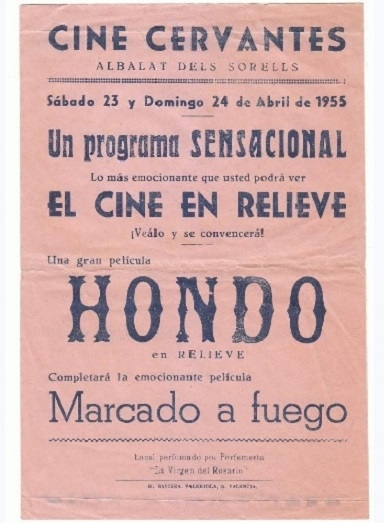 CINE CERVANTES
ALBALAT DELS SORELLS
Sábado 23 y Domingo 24 de Abril de 1955
Un programa SENSACIONAL
Lo más emocionante que usted podrá ver
EL CINE EN RELIEVE
¡Veálo y se convencerá!
Una gran película
HONDO
en RELIEVE
Completará la emocionante película
Marcado a fuego
Local perfumado por Perfumería
"La Virgen del Rosario"
VALENCIA.